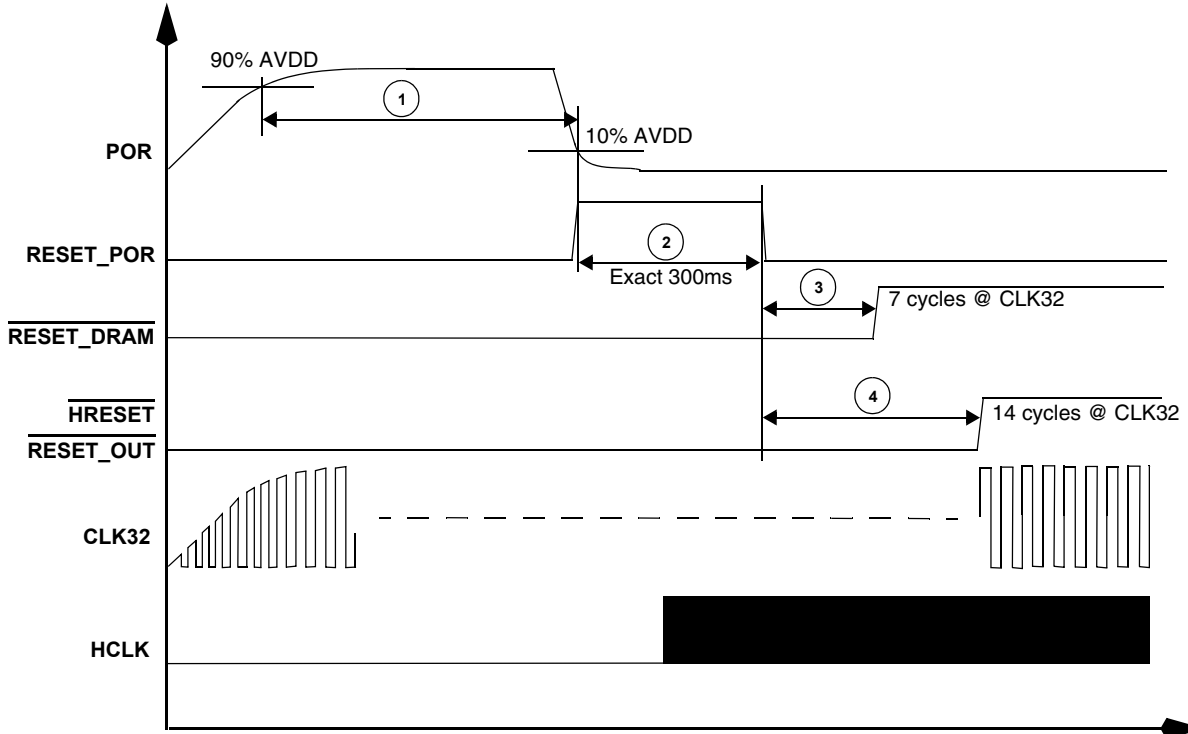 90% AVDD
1
10% AVDD
POR
2
RESET_POR
Exact 300ms
3
7 cycles @ CLK32
RESET_DRAM
4
HRESET
14 cycles @ CLK32
RESET_OUT
CLK32
HCLK